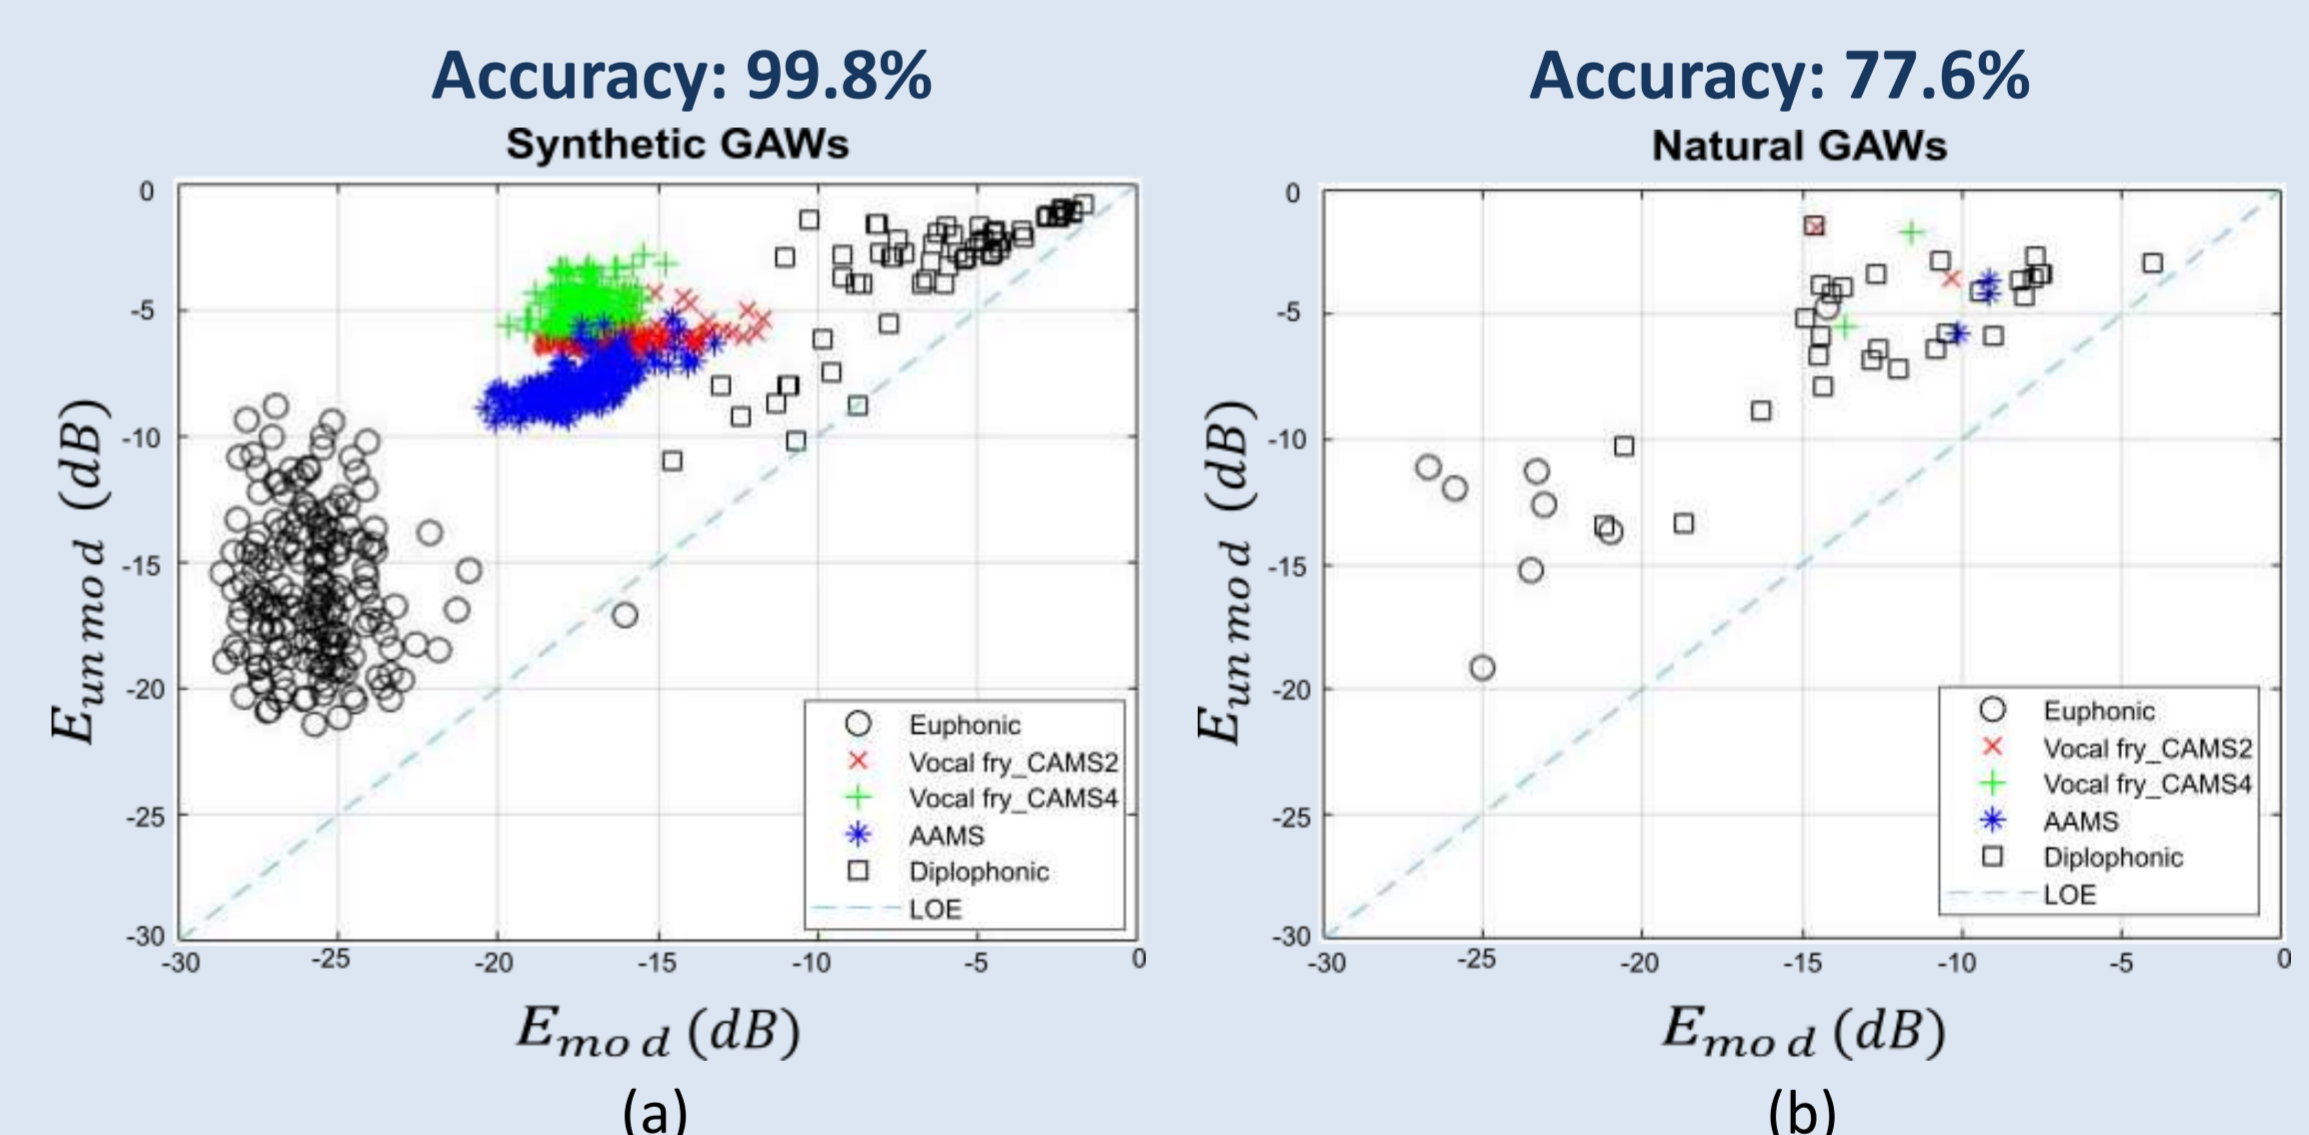 Accuracy: 99.8%
Synthetic GAWs
0
-5
-10
-15
-20
-25
-30
-30
-25
-20
-15
-10
-5
0
E_unmod (dB)
E_mod (dB)
Euphonic
Vocal fry_CAMS2
Vocal fry_CAMS4
AAMS
Diplophonic
LOE
(a)
Accuracy: 77.6%
Natural GAWs
0
-5
-10
-15
-20
-25
-30
-30
-25
-20
-15
-10
-5
0
E_unmod (dB)
E_mod (dB)
Euphonic
Vocal fry_CAMS2
Vocal fry_CAMS4
AAMS
Diplophonic
LOE
(b)